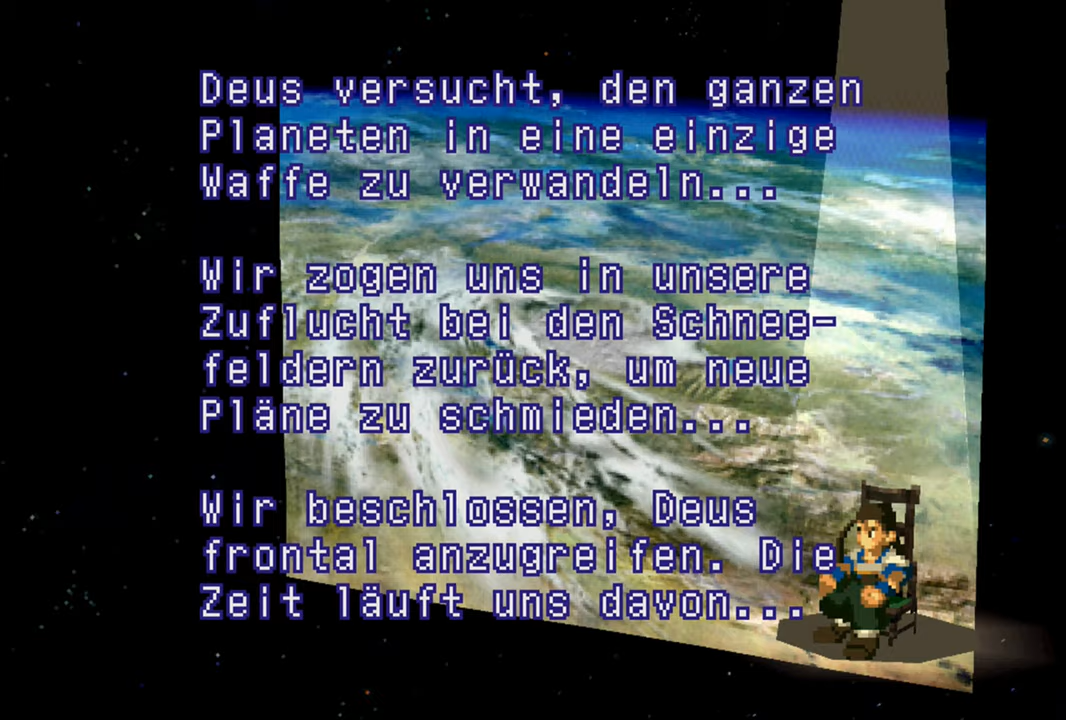 Deus versucht, den ganzen
Planeten in eine einzige
Waffe zu verwandeln...
Wir zogen uns in unsere
Zuflucht bei den Schnee-
feldern zurück, um neue
Pläne zu schmieden...
Wir beschlossen, Deus
frontal anzugreifen. Die
Zeit läuft uns davon...